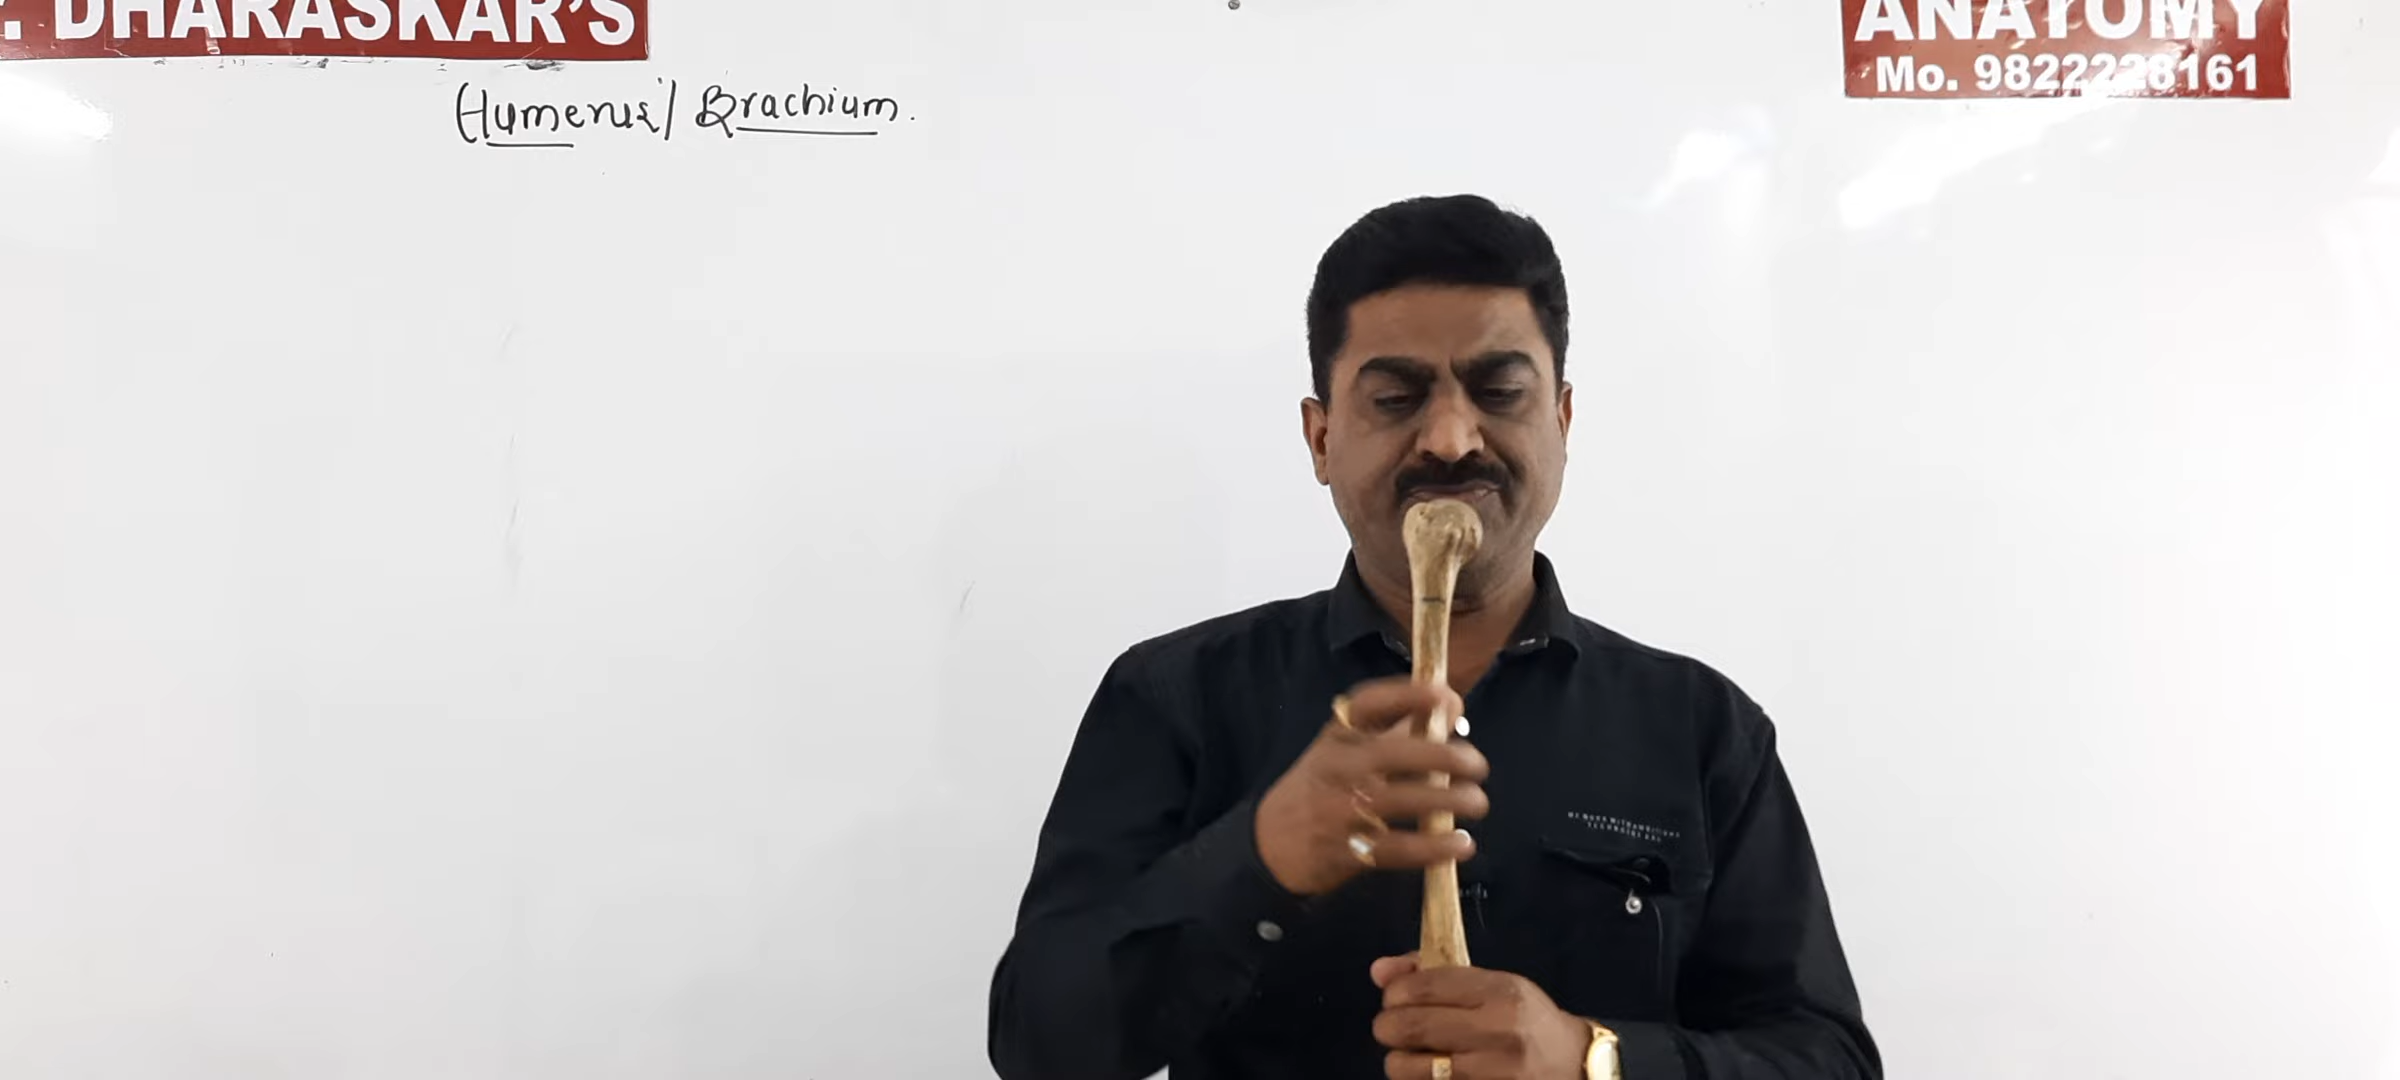 . DHARASKAR'S
ANATOMY
Mo. 9822228161
Humerus / Brachium.